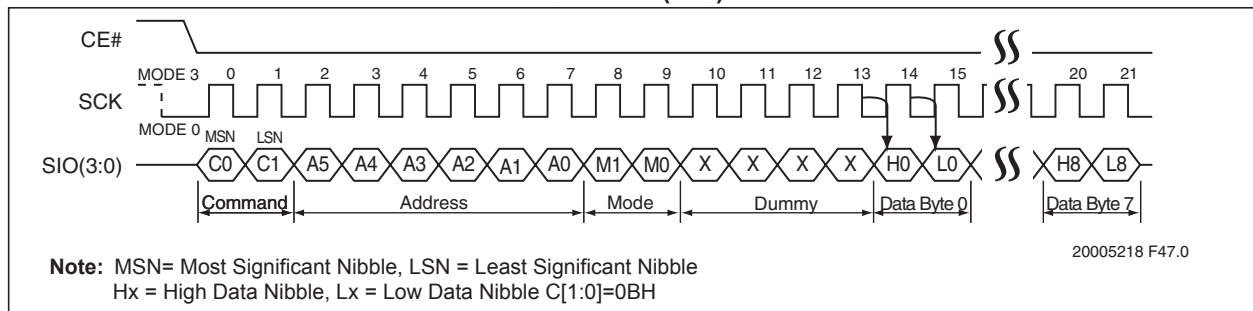 CE#
MODE 3 0 1 2 3 4 5 6 7 8 9 10 11 12 13 14 15 20 21
SCK
MODE 0
MSN LSN
SIO(3:0) C0 C1 A5 A4 A3 A2 A1 A0 M1 M0 X X X X H0 L0 H8 L8
Command Address Mode Dummy Data Byte 0 Data Byte 7
20005218 F47.0
Note: MSN= Most Significant Nibble, LSN = Least Significant Nibble
Hx = High Data Nibble, Lx = Low Data Nibble C[1:0]=0BH